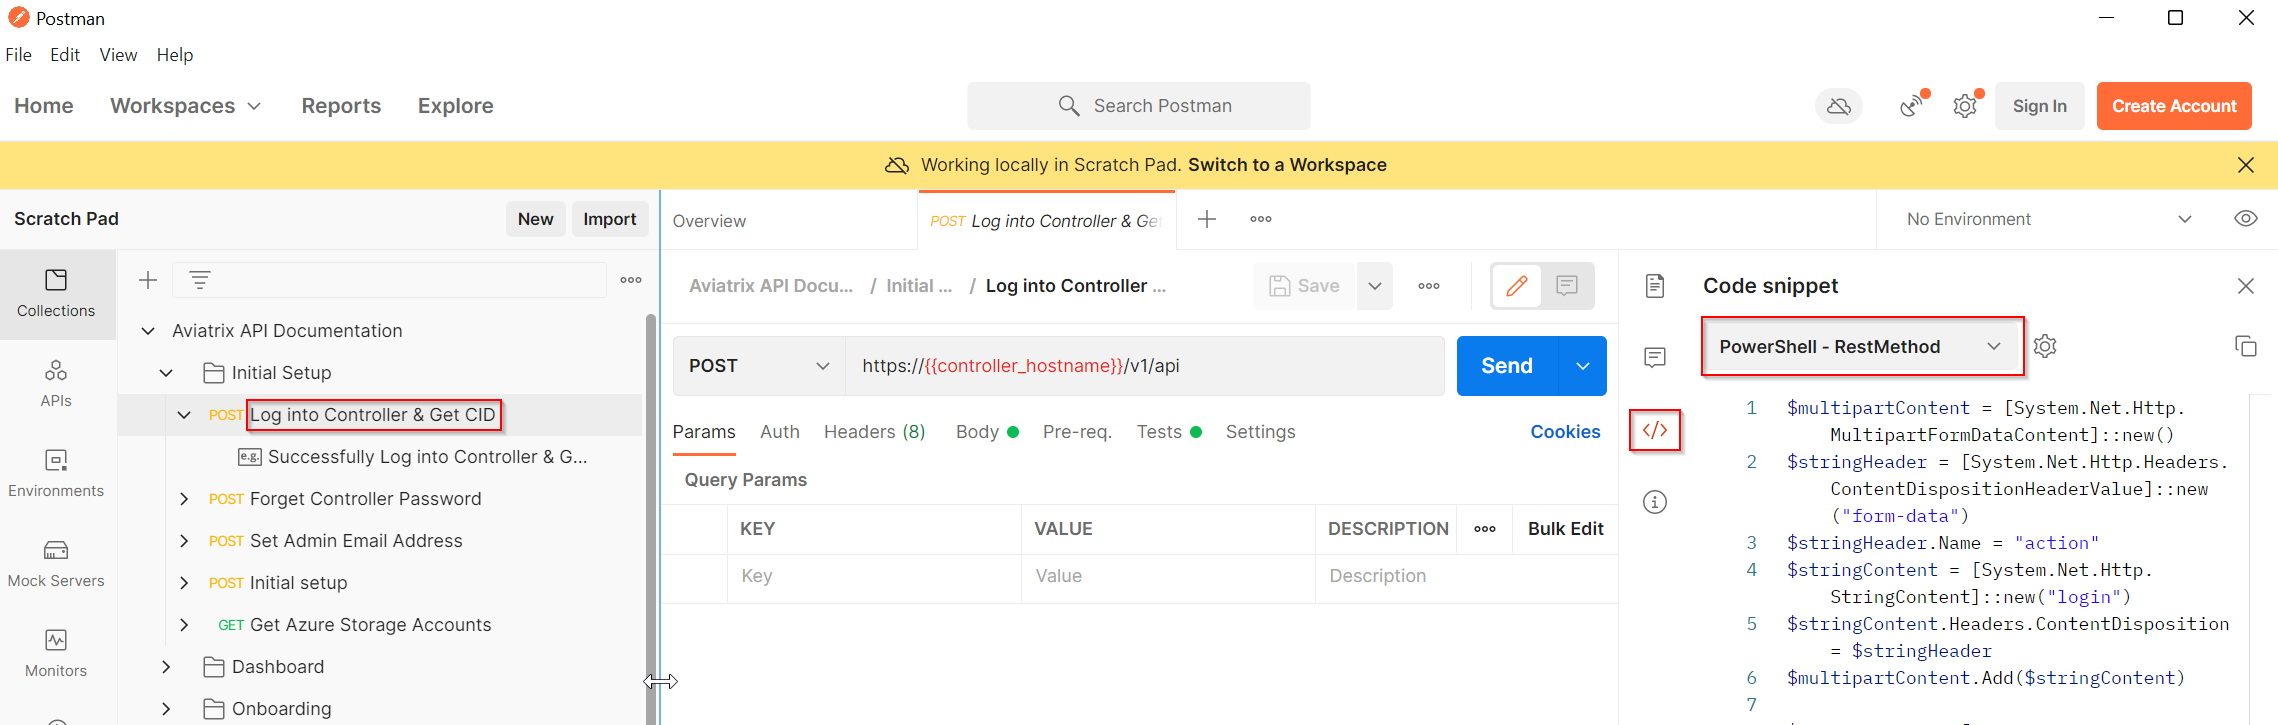 Postman
File Edit View Help
Home Workspaces Reports Explore
Search Postman
Sign In
Create Account
Working locally in Scratch Pad. Switch to a Workspace
Scratch Pad
New
Import
Overview
POST Log into Controller & Ge
No Environment
Collections
APIs
Environments
Mock Servers
Monitors
Aviatrix API Documentation
Initial Setup
POST Log into Controller & Get CID
e.g. Successfully Log into Controller & G...
POST Forget Controller Password
POST Set Admin Email Address
POST Initial setup
GET Get Azure Storage Accounts
Dashboard
Onboarding
Aviatrix API Docu... / Initial ... / Log into Controller ...
Save
POST
https://{{controller_hostname}}/v1/api
Send
Params Auth Headers (8) Body Pre-req. Tests Settings
Cookies
Query Params
KEY VALUE DESCRIPTION Bulk Edit
Key Value Description
Code snippet
PowerShell - RestMethod
1 $multipartContent = [System.Net.Http.
MultipartFormDataContent]::new()
2 $stringHeader = [System.Net.Http.Headers.
ContentDispositionHeaderValue]::new
("form-data")
3 $stringHeader.Name = "action"
4 $stringContent = [System.Net.Http.
StringContent]::new("login")
5 $stringContent.Headers.ContentDisposition
= $stringHeader
6 $multipartContent.Add($stringContent)
7